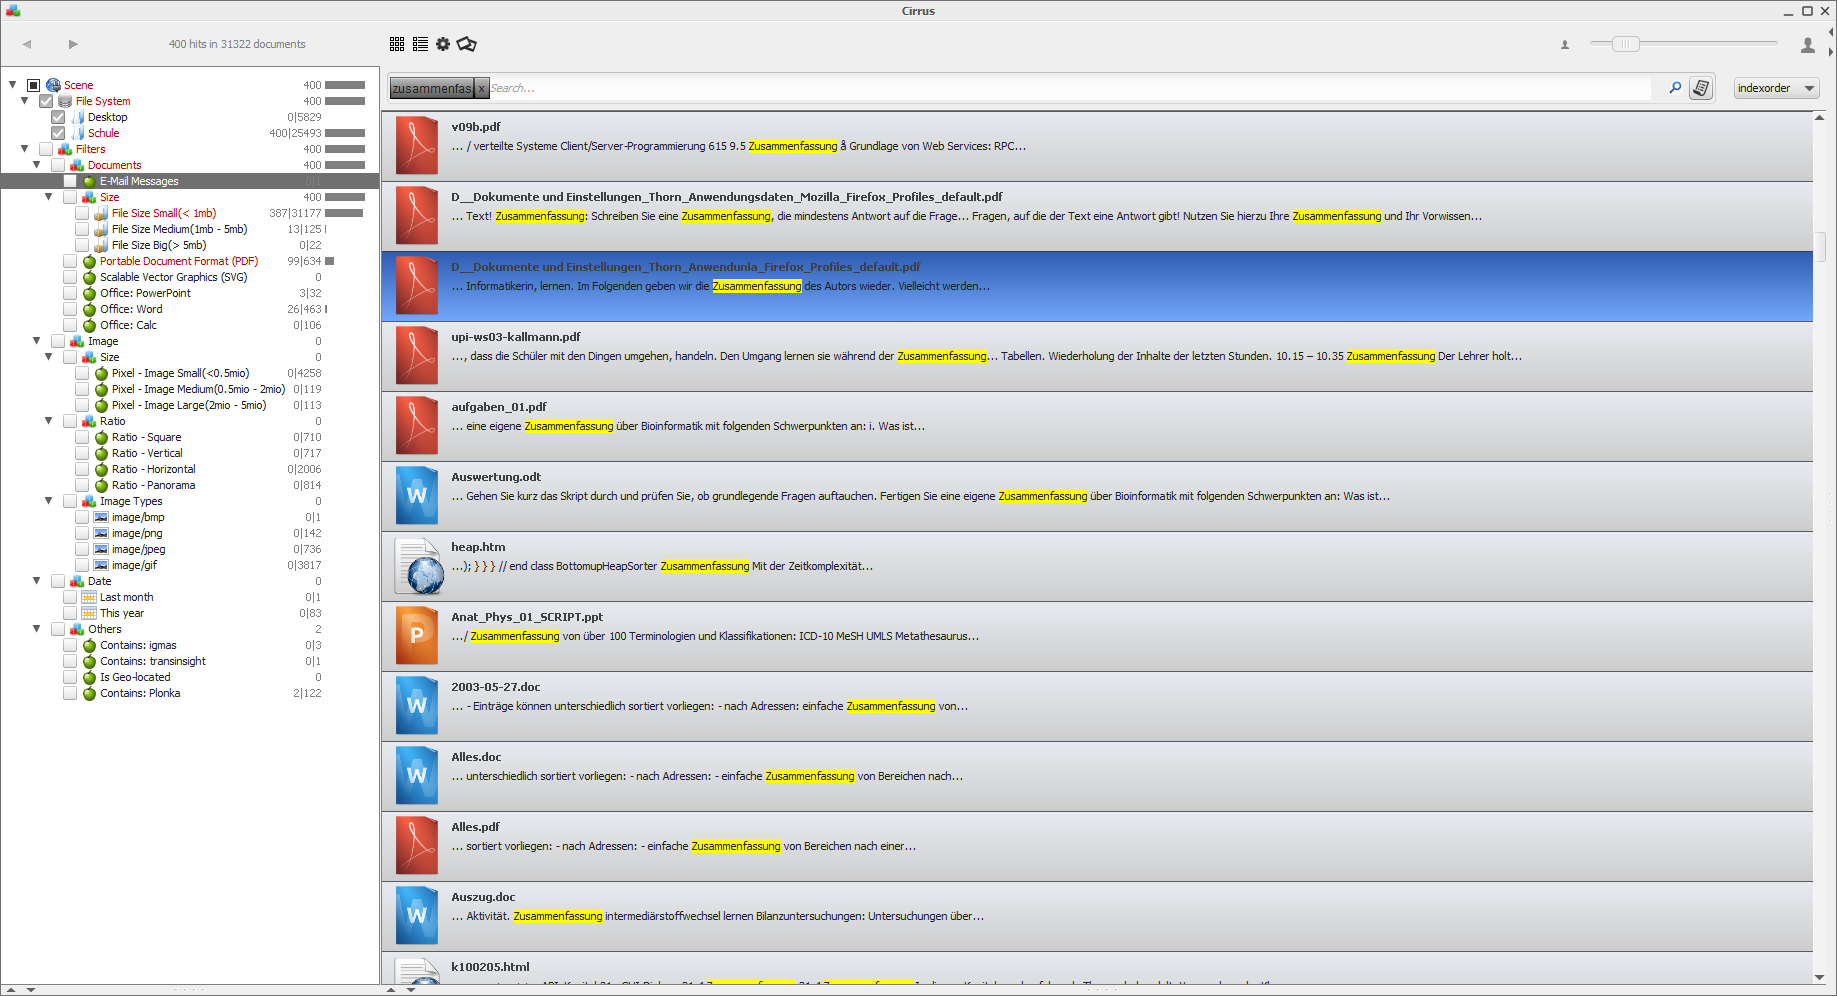 Cirrus
400 hits in 31322 documents
Scene 400
File System 400
Desktop 0|5829
Schule 400|25493
Filters 400
Documents 400
E-Mail Messages 0|1
Size 400
File Size Small(< 1mb) 387|31177
File Size Medium(1mb - 5mb) 13|125
File Size Big(> 5mb) 0|22
Portable Document Format (PDF) 99|634
Scalable Vector Graphics (SVG) 0
Office: PowerPoint 3|32
Office: Word 26|463
Office: Calc 0|106
Image 0
Size 0
Pixel - Image Small(<0.5mio) 0|4258
Pixel - Image Medium(0.5mio - 2mio) 0|119
Pixel - Image Large(2mio - 5mio) 0|113
Ratio 0
Ratio - Square 0|710
Ratio - Vertical 0|717
Ratio - Horizontal 0|2006
Ratio - Panorama 0|814
Image Types 0
image/bmp 0|1
image/png 0|142
image/jpeg 0|736
image/gif 0|3817
Date 0
Last month 0|1
This year 0|83
Others 2
Contains: igmas 0|3
Contains: transinsight 0|1
Is Geo-located 0
Contains: Plonka 2|122
zusammenfas x Search... indexorder
v09b.pdf
... / verteilte Systeme Client/Server-Programmierung 615 9.5 Zusammenfassung å Grundlage von Web Services: RPC...
D__Dokumente und Einstellungen_Thorn_Anwendungsdaten_Mozilla_Firefox_Profiles_default.pdf
... Text! Zusammenfassung: Schreiben Sie eine Zusammenfassung, die mindestens Antwort auf die Frage... Fragen, auf die der Text eine Antwort gibt! Nutzen Sie hierzu Ihre Zusammenfassung und Ihr Vorwissen...
D__Dokumente und Einstellungen_Thorn_Anwendunla_Firefox_Profiles_default.pdf
... Informatikerin, lernen. Im Folgenden geben wir die Zusammenfassung des Autors wieder. Vielleicht werden...
upi-ws03-kallmann.pdf
..., dass die Schüler mit den Dingen umgehen, handeln. Den Umgang lernen sie während der Zusammenfassung... Tabellen. Wiederholung der Inhalte der letzten Stunden. 10.15 – 10.35 Zusammenfassung Der Lehrer holt...
aufgaben_01.pdf
... eine eigene Zusammenfassung über Bioinformatik mit folgenden Schwerpunkten an: i. Was ist...
Auswertung.odt
... Gehen Sie kurz das Skript durch und prüfen Sie, ob grundlegende Fragen auftauchen. Fertigen Sie eine eigene Zusammenfassung über Bioinformatik mit folgenden Schwerpunkten an: Was ist...
heap.htm
...); } } } // end class BottomupHeapSorter Zusammenfassung Mit der Zeitkomplexität...
Anat_Phys_01_SCRIPT.ppt
.../ Zusammenfassung von über 100 Terminologien und Klassifikationen: ICD-10 MeSH UMLS Metathesaurus...
2003-05-27.doc
... - Einträge können unterschiedlich sortiert vorliegen: - nach Adressen: einfache Zusammenfassung von...
Alles.doc
... unterschiedlich sortiert vorliegen: - nach Adressen: - einfache Zusammenfassung von Bereichen nach...
Alles.pdf
... sortiert vorliegen: - nach Adressen: - einfache Zusammenfassung von Bereichen nach einer...
Auszug.doc
... Aktivität. Zusammenfassung intermediärstoffwechsel lernen Bilanzuntersuchungen: Untersuchungen über...
k100205.html